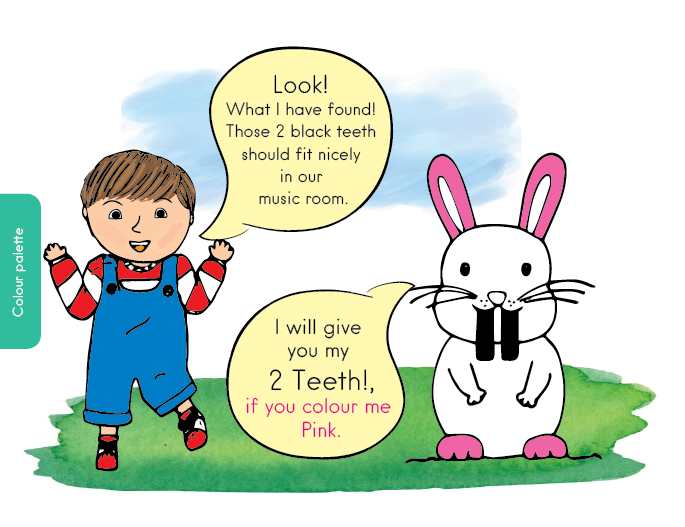 Look!
What I have found!
Those 2 black teeth
should fit nicely
in our
music room.
Colour palette
I will give
you my
2 Teeth!,
if you colour me
Pink.